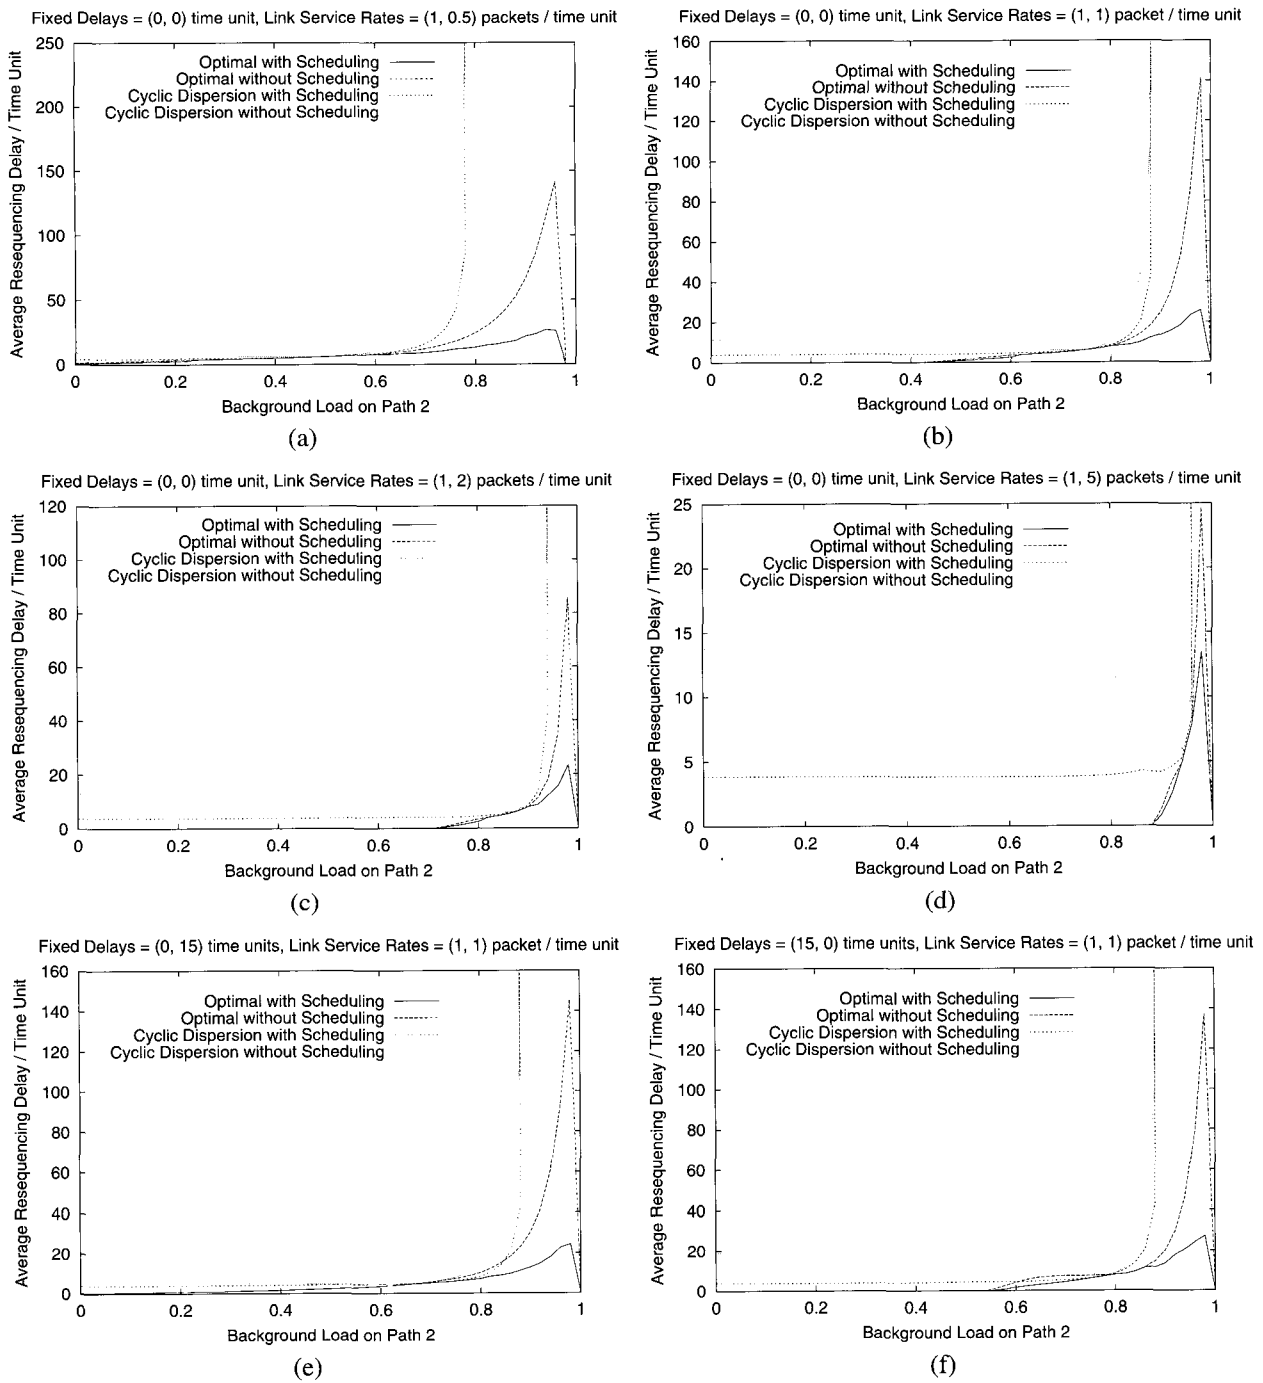 Fixed Delays = (0, 0) time unit, Link Service Rates = (1, 0.5) packets / time unit
250
200
150
100
50
0
Average Resequencing Delay / Time Unit
Optimal with Scheduling
Optimal without Scheduling
Cyclic Dispersion with Scheduling
Cyclic Dispersion without Scheduling
0 0.2 0.4 0.6 0.8 1
Background Load on Path 2
(a)
Fixed Delays = (0, 0) time unit, Link Service Rates = (1, 1) packet / time unit
160
140
120
100
80
60
40
20
0
Average Resequencing Delay / Time Unit
Optimal with Scheduling
Optimal without Scheduling
Cyclic Dispersion with Scheduling
Cyclic Dispersion without Scheduling
0 0.2 0.4 0.6 0.8 1
Background Load on Path 2
(b)
Fixed Delays = (0, 0) time unit, Link Service Rates = (1, 2) packets / time unit
120
100
80
60
40
20
0
Average Resequencing Delay / Time Unit
Optimal with Scheduling
Optimal without Scheduling
Cyclic Dispersion with Scheduling
Cyclic Dispersion without Scheduling
0 0.2 0.4 0.6 0.8 1
Background Load on Path 2
(c)
Fixed Delays = (0, 0) time unit, Link Service Rates = (1, 5) packets / time unit
25
20
15
10
5
0
Average Resequencing Delay / Time Unit
Optimal with Scheduling
Optimal without Scheduling
Cyclic Dispersion with Scheduling
Cyclic Dispersion without Scheduling
0 0.2 0.4 0.6 0.8 1
Background Load on Path 2
(d)
Fixed Delays = (0, 15) time units, Link Service Rates = (1, 1) packet / time unit
160
140
120
100
80
60
40
20
0
Average Resequencing Delay / Time Unit
Optimal with Scheduling
Optimal without Scheduling
Cyclic Dispersion with Scheduling
Cyclic Dispersion without Scheduling
0 0.2 0.4 0.6 0.8 1
Background Load on Path 2
(e)
Fixed Delays = (15, 0) time units, Link Service Rates = (1, 1) packet / time unit
160
140
120
100
80
60
40
20
0
Average Resequencing Delay / Time Unit
Optimal with Scheduling
Optimal without Scheduling
Cyclic Dispersion with Scheduling
Cyclic Dispersion without Scheduling
0 0.2 0.4 0.6 0.8 1
Background Load on Path 2
(f)